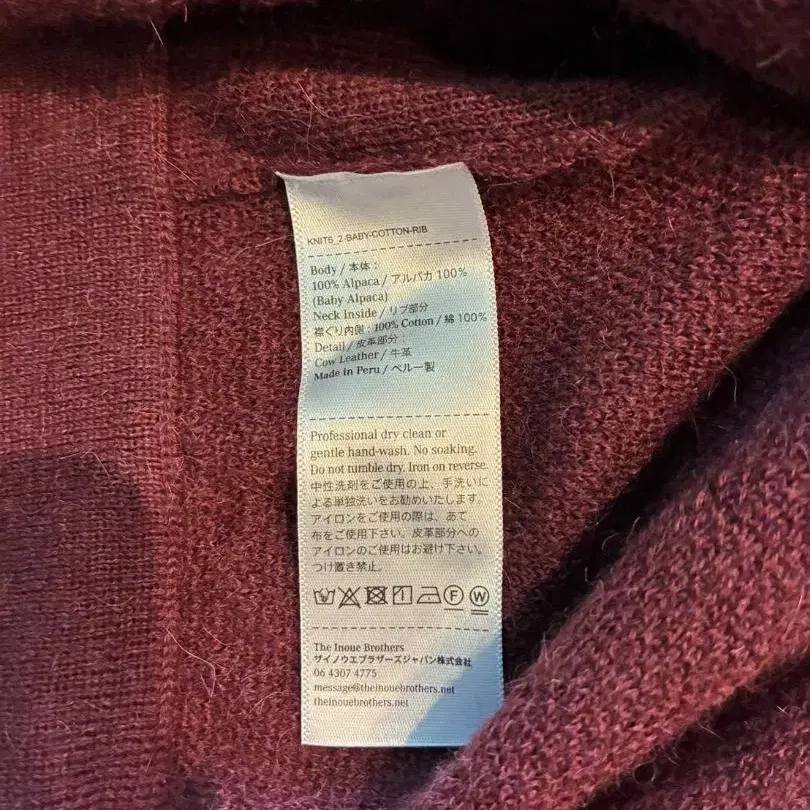 KNIT6_2-BABY-COTTON-RIB
Body / 本体 :
100% Alpaca / アルパカ 100%
(Baby Alpaca)
Neck Inside / リブ部分
襟ぐり内側 : 100% Cotton / 綿 100%
Detail / 皮革部分 :
Cow Leather / 牛革
Made in Peru / ペルー製
Professional dry clean or
gentle hand-wash. No soaking.
Do not tumble dry. Iron on reverse.
中性洗剤をご使用の上、手洗いに
よる単独洗いをお勧めいたします。
アイロンをご使用の際は、あて
布をご使用下さい。皮革部分への
アイロンのご使用はお避け下さい。
つけ置き禁止。
F W
The Inoue Brothers
ザイノウエブラザーズジャパン株式会社
06 4307 4775
message@theinouebrothers.net
theinouebrothers.net